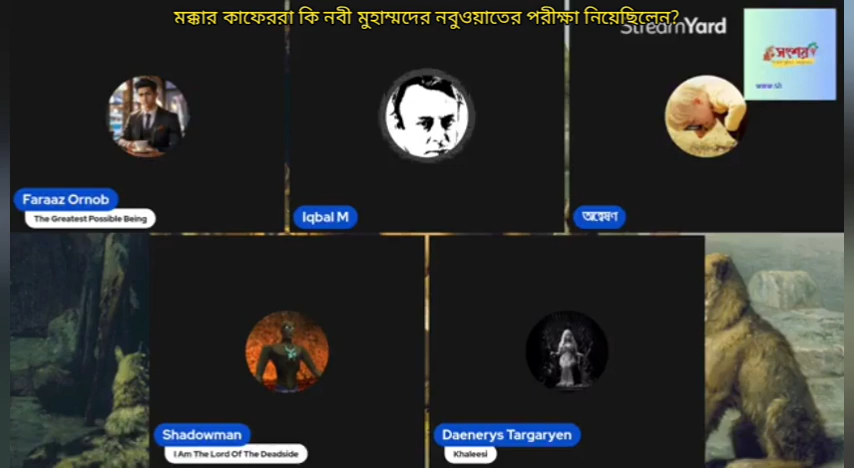 মক্কার কাফেররা কি নবী মুহাম্মদের নবুওয়াতের পরীক্ষা নিয়েছিলেন?
StreamYard
সংশয়
Faraaz Ornob
The Greatest Possible Being
Iqbal M
অন্বেষণ
Shadowman
I Am The Lord Of The Deadside
Daenerys Targaryen
Khaleesi